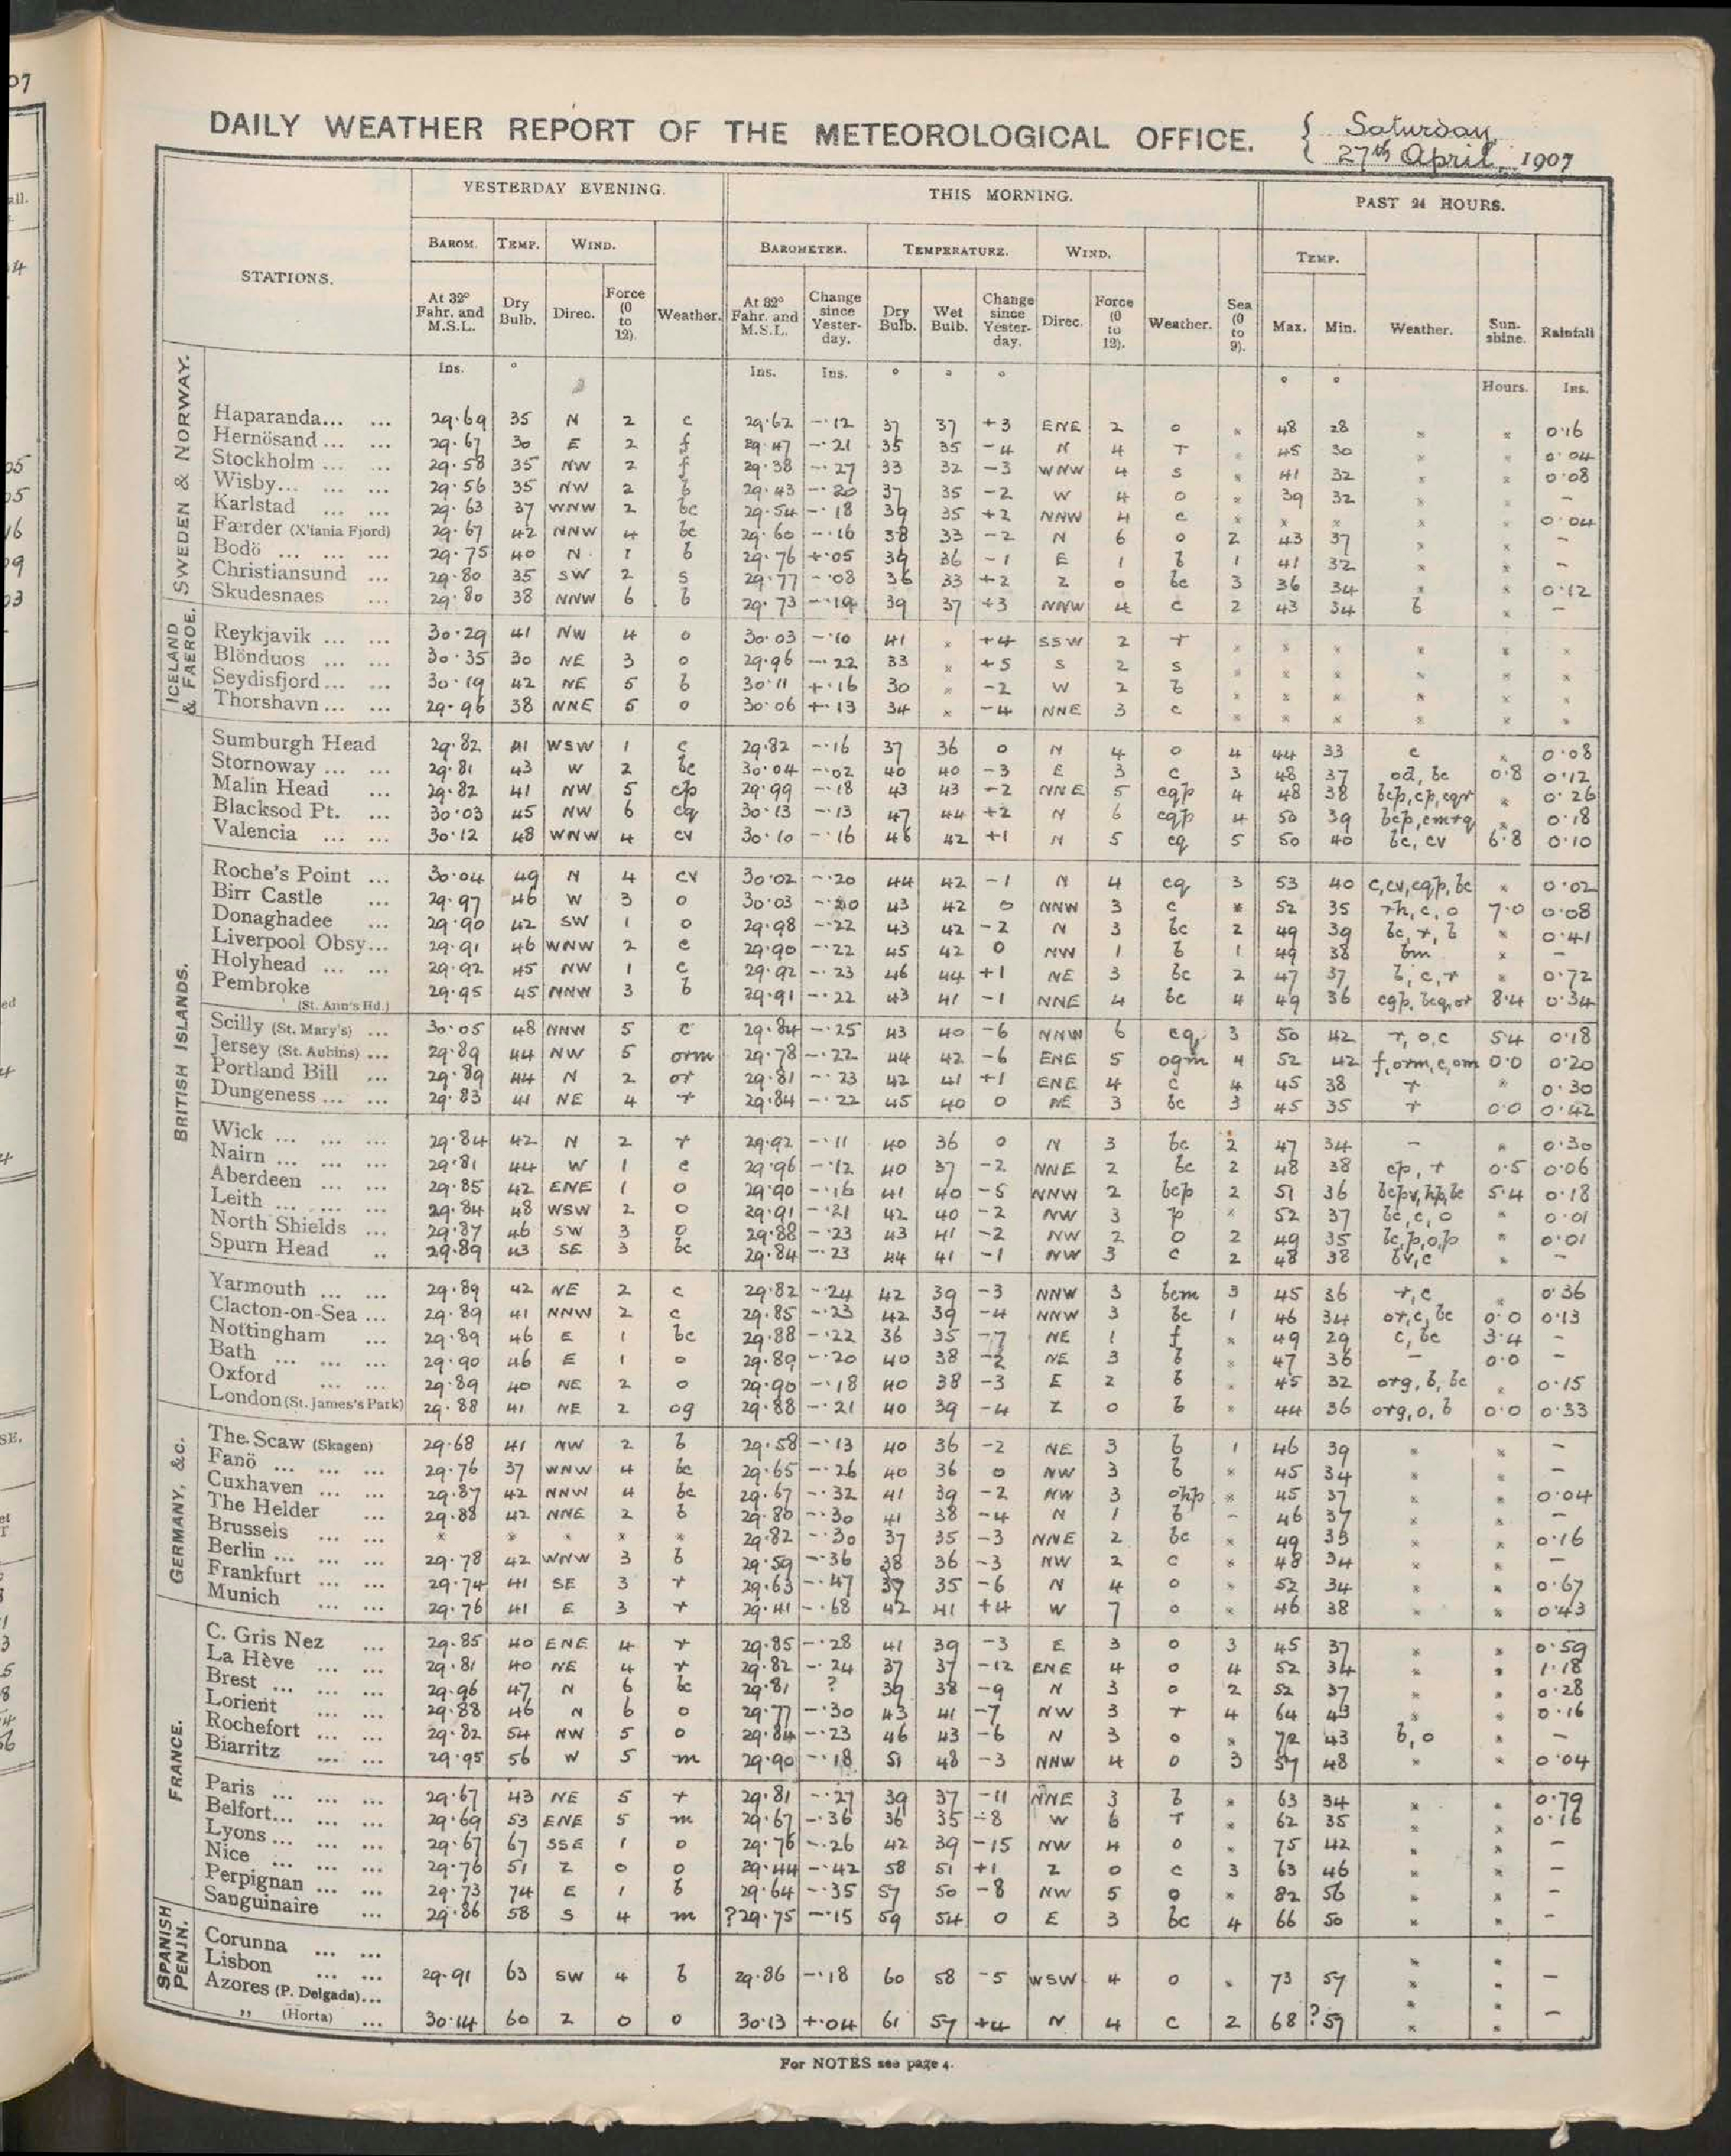 DAILY WEATHER REPORT OF THE METEOROLOGICAL OFFICE. { Saturday
27th April, 1907
YESTERDAY EVENING. THIS MORNING. PAST 24 HOURS.
STATIONS. BAROM. TEMP. WIND. Weather. BAROMETER. TEMPERATURE. WIND. Weather. Sea (0 to 9). TEMP. Weather. Sunshine. Rainfall
At 32° Fahr. and M.S.L. Dry Bulb. Direc. Force (0 to 12). At 32° Fahr. and M.S.L. Change since Yesterday. Dry Bulb. Wet Bulb. Change since Yesterday. Direc. Force (0 to 12). Max. Min.
Ins. ° Ins. Ins. ° ° ° ° ° Hours. Ins.
SWEDEN & NORWAY.
Haparanda... ... 29.69 35 N 2 c 29.62 -.12 37 37 +3 ENE 2 o * 48 28 * * 0.16
Hernösand ... ... 29.67 30 E 2 f 29.47 -.21 35 35 -4 N 4 r * 45 30 * * 0.04
Stockholm ... ... 29.58 35 NW 2 f 29.38 -.27 33 32 -3 WNW 4 s * 41 32 * * 0.08
Wisby... ... ... 29.56 35 NW 2 b 29.43 -.20 37 35 -2 W 4 o * 39 32 * * -
Karlstad ... ... 29.63 37 WNW 2 bc 29.54 -.18 39 35 +2 NNW 4 c * * * * * 0.04
Færder (X'iania Fjord) 29.67 42 NNW 4 bc 29.60 -.16 38 33 -2 N 6 o 2 43 37 * * -
Bodö ... ... ... 29.75 40 N 1 b 29.76 +.05 39 36 -1 E 1 b 1 41 32 * * -
Christiansund ... 29.80 35 SW 2 s 29.77 -.08 36 33 +2 Z 0 bc 3 36 34 * * 0.12
Skudesnaes ... 29.80 38 NNW 6 b 29.73 -.19 39 37 +3 NNW 4 c 2 43 34 b * -
ICELAND & FAEROE.
Reykjavik ... ... 30.29 41 NW 4 o 30.03 -.10 41 * +4 SSW 2 r * * * * * *
Blönduos ... ... 30.35 30 NE 3 o 29.96 -.22 33 * +5 S 2 s * * * * * *
Seydisfjord ... ... 30.19 42 NE 5 b 30.11 +.16 30 * -2 W 2 b * * * * * *
Thorshavn ... ... 29.96 38 NNE 5 o 30.06 +.13 34 * -4 NNE 3 c * * * * * *
BRITISH ISLANDS.
Sumburgh Head 29.82 41 WSW 1 c 29.82 -.16 37 36 0 N 4 o 4 44 33 c * 0.08
Stornoway ... ... 29.81 43 W 2 bc 30.04 -.02 40 40 -3 E 3 c 3 48 37 od, bc 0.8 0.12
Malin Head ... 29.82 41 NW 5 cp 29.99 -.18 43 43 -2 NNE 5 cqp 4 48 38 bcp, cp, cqr * 0.26
Blacksod Pt. ... 30.03 45 NW 6 cq 30.13 -.13 47 44 +2 N 6 cqp 4 50 39 bcp, cmrq * 0.18
Valencia ... ... 30.12 48 WNW 4 cv 30.10 -.16 46 42 +1 N 5 cq 5 50 40 bc, cv 6.8 0.10
Roche's Point ... 30.04 49 N 4 cv 30.02 -.20 44 42 -1 N 4 cq 3 53 40 c, cv, cqp, bc * 0.02
Birr Castle ... 29.97 46 W 3 o 30.03 -.20 43 42 0 NNW 3 c * 52 35 rh, c, o 7.0 0.08
Donaghadee ... 29.90 42 SW 1 o 29.98 -.22 43 42 -2 N 3 bc 2 49 39 bc, r, b * 0.41
Liverpool Obsy... 29.91 46 WNW 2 c 29.90 -.22 45 42 0 NW 1 b 1 49 38 bm * -
Holyhead ... ... 29.92 45 NW 1 c 29.92 -.23 46 44 +1 NE 3 bc 2 47 37 b, c, r * 0.72
Pembroke (St. Ann's Hd.) 29.95 45 NNW 3 b 29.91 -.22 43 41 -1 NNE 4 bc 4 49 36 cqp, bcq, or 8.4 0.34
Scilly (St. Mary's) ... 30.05 48 NNW 5 c 29.84 -.25 43 40 -6 NNW 6 cq 3 50 42 r, o, c 5.4 0.18
Jersey (St. Aubins) ... 29.89 44 NW 5 orm 29.78 -.22 44 42 -6 ENE 5 ogm 4 52 42 f, orm, c, om 0.0 0.20
Portland Bill ... 29.89 44 N 2 or 29.81 -.23 42 41 +1 ENE 4 c 4 45 38 r * 0.30
Dungeness ... ... 29.83 41 NE 4 r 29.84 -.22 45 40 0 NE 3 bc 3 45 35 r 0.0 0.42
Wick ... ... ... 29.84 42 N 2 r 29.92 -.11 40 36 0 N 3 bc 2 47 34 - * 0.30
Nairn ... ... ... 29.81 44 W 1 c 29.96 -.12 40 37 -2 NNE 2 bc 2 48 38 cp, r 0.5 0.06
Aberdeen ... ... 29.85 42 ENE 1 o 29.90 -.16 41 40 -5 NNW 2 bcp 2 51 36 bcpv, hp, bc 5.4 0.18
Leith ... ... ... 29.84 48 WSW 2 o 29.91 -.21 42 40 -2 NW 3 p * 52 37 bc, c, o * 0.01
North Shields ... 29.87 46 SW 3 o 29.88 -.23 43 41 -2 NW 2 o 2 49 35 bc, p, o, p * 0.01
Spurn Head .. 29.89 43 SE 3 bc 29.84 -.23 44 41 -1 NW 3 c 2 48 38 bv, c * -
Yarmouth ... ... 29.89 42 NE 2 c 29.82 -.24 42 39 -3 NNW 3 bcm 3 45 36 r, c * 0.36
Clacton-on-Sea ... 29.89 41 NNW 2 c 29.85 -.23 42 39 -4 NNW 3 bc 1 46 34 or, c, bc 0.0 0.13
Nottingham ... 29.89 46 E 1 bc 29.88 -.22 36 35 -7 NE 1 f * 49 29 c, bc 3.4 -
Bath ... ... ... 29.90 46 E 1 o 29.89 -.20 40 38 -2 NE 3 b * 47 36 - 0.0 -
Oxford ... ... 29.89 40 NE 2 o 29.90 -.18 40 38 -3 E 2 b * 45 32 org, b, bc * 0.15
London (St. James's Park) 29.88 41 NE 2 og 29.88 -.21 40 39 -4 Z 0 b * 44 36 org, o, b 0.0 0.33
GERMANY, &c.
The Scaw (Skagen) 29.68 41 NW 2 b 29.58 -.13 40 36 -2 NE 3 b 1 46 39 * * -
Fanö ... ... ... 29.76 37 WNW 4 bc 29.65 -.26 40 36 0 NW 3 b * 45 34 * * -
Cuxhaven ... ... 29.87 42 NNW 4 bc 29.67 -.32 41 39 -2 NW 3 ohp * 45 37 * * 0.04
The Helder ... 29.88 42 NNE 2 b 29.80 -.30 41 38 -4 N 1 b - 46 37 * * -
Brussels ... ... * * * * * 29.82 -.30 37 35 -3 NNE 2 bc * 49 35 * * 0.16
Berlin ... ... ... 29.78 42 WNW 3 b 29.59 -.36 38 36 -3 NW 2 c * 48 34 * * -
Frankfurt ... ... 29.74 41 SE 3 r 29.63 -.47 37 35 -6 N 4 o * 52 34 * * 0.67
Munich ... ... 29.76 41 E 3 r 29.41 -.68 42 41 +4 W 7 o * 46 38 * * 0.43
FRANCE.
C. Gris Nez ... 29.85 40 ENE 4 r 29.85 -.28 41 39 -3 E 3 o 3 45 37 * * 0.59
La Hève ... ... 29.81 40 NE 4 r 29.82 -.24 37 37 -12 ENE 4 o 4 52 34 * * 1.18
Brest ... ... ... 29.96 47 N 6 bc 29.81 ? 39 38 -9 N 3 o 2 52 37 * * 0.28
Lorient ... ... 29.88 46 N 6 o 29.77 -.30 43 41 -7 NW 3 r 4 64 43 * * 0.16
Rochefort ... ... 29.82 54 NW 5 o 29.84 -.23 46 43 -6 N 3 o * 72 43 b, o * -
Biarritz ... ... 29.95 56 W 5 m 29.90 -.18 51 48 -3 NNW 4 o 3 57 48 * * 0.04
Paris ... ... ... 29.67 43 NE 5 r 29.81 -.27 39 37 -11 NNE 3 b * 63 34 * * 0.79
Belfort... ... ... 29.69 53 ENE 5 m 29.67 -.36 36 35 -8 W 6 r * 62 35 * * 0.16
Lyons ... ... ... 29.67 67 SSE 1 o 29.76 -.26 42 39 -15 NW 4 o * 75 42 * * -
Nice ... ... ... 29.76 51 Z 0 o 29.44 -.42 58 51 +1 Z 0 c 3 63 46 * * -
Perpignan ... ... 29.73 74 E 1 b 29.64 -.35 57 50 -8 NW 5 o * 82 56 * * -
Sanguinaire ... 29.86 58 S 4 m ?29.75 -.15 59 54 0 E 3 bc 4 66 50 * * -
SPANISH PENIN.
Corunna ... ... * *
Lisbon ... ... 29.91 63 SW 4 b 29.86 -.18 60 58 -5 WSW 4 o * 73 57 * * -
Azores (P. Delgada)... * *
,, (Horta) ... 30.14 60 Z 0 o 30.13 +.04 61 57 +4 N 4 c 2 68 ?59 * * -
For NOTES see page 4.